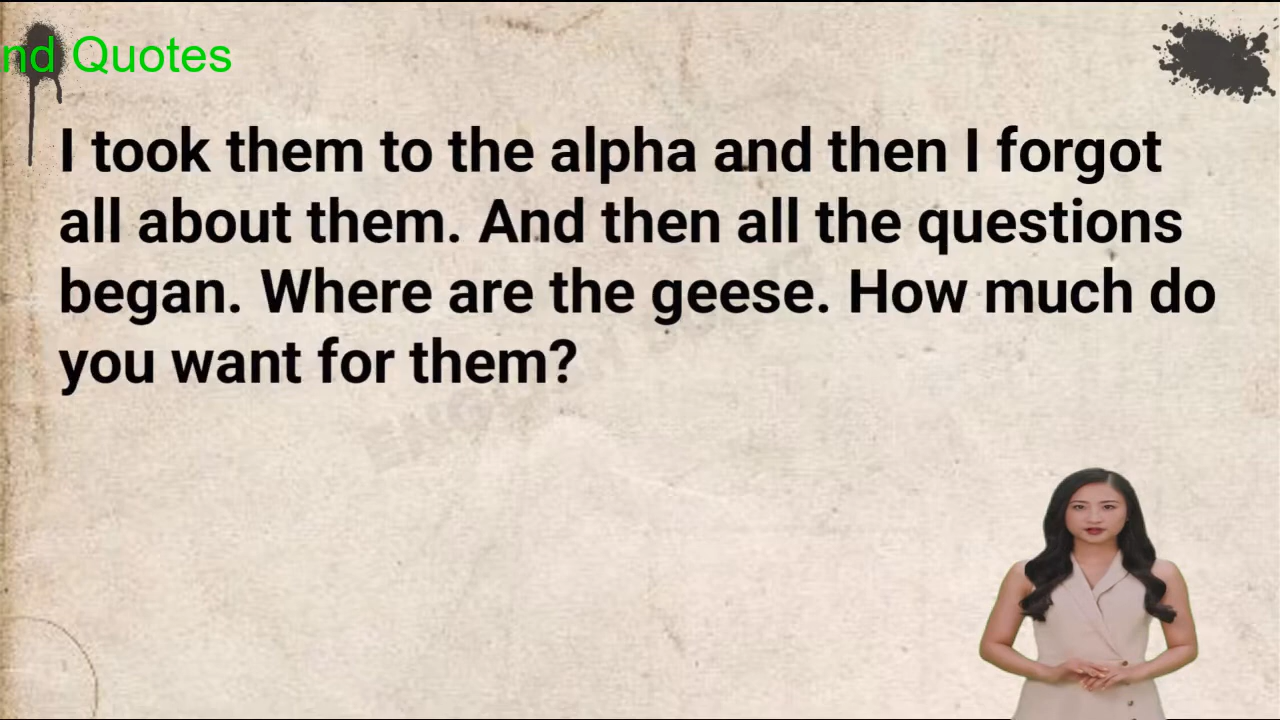 nd Quotes
I took them to the alpha and then I forgot
all about them. And then all the questions
began. Where are the geese. How much do
you want for them?